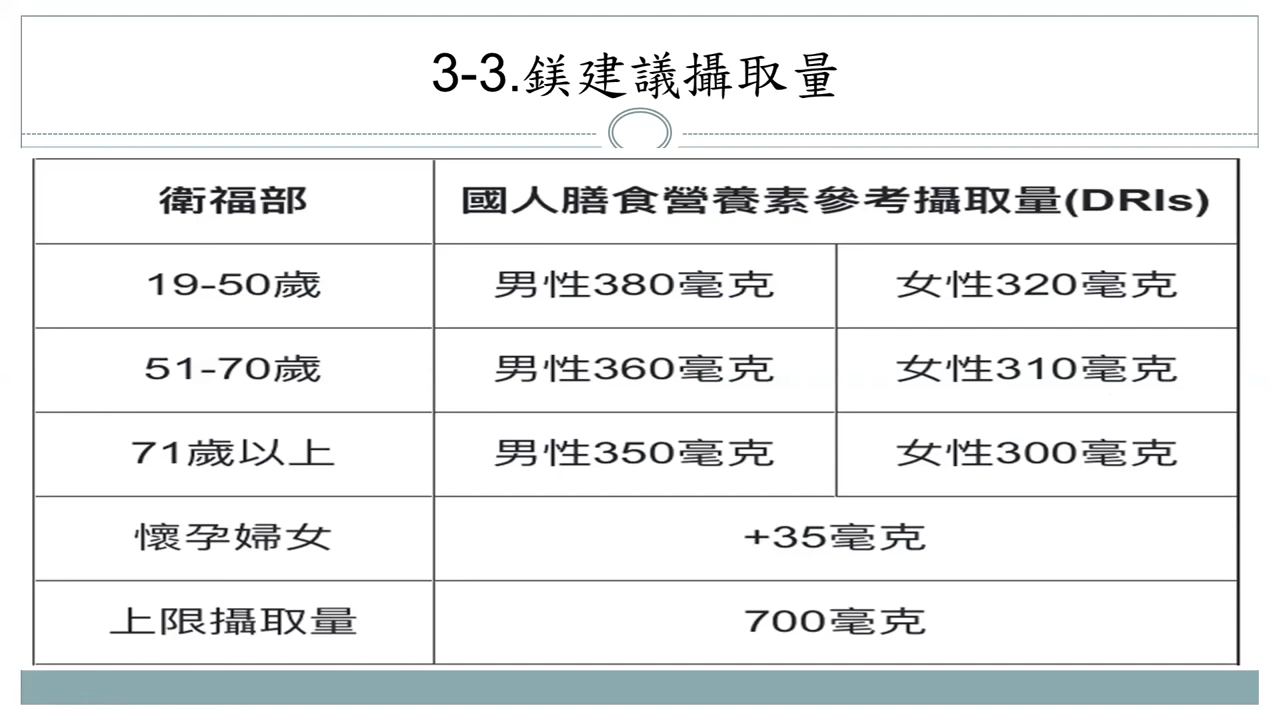 3-3.鎂建議攝取量
衛福部 國人膳食營養素參考攝取量(DRIs)
19-50歲 男性380毫克 女性320毫克
51-70歲 男性360毫克 女性310毫克
71歲以上 男性350毫克 女性300毫克
懷孕婦女 +35毫克
上限攝取量 700毫克